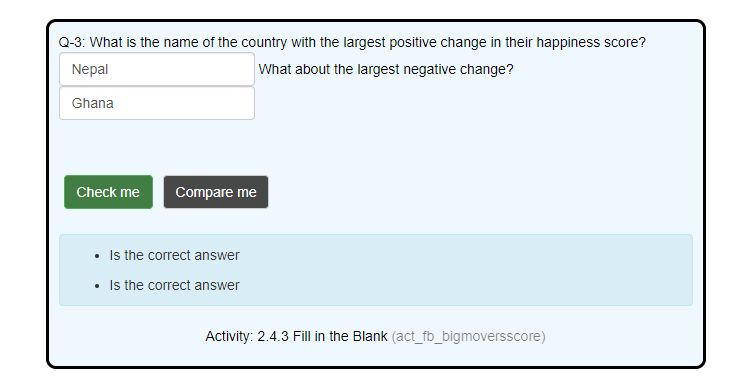 Q-3: What is the name of the country with the largest positive change in their happiness score?
Nepal What about the largest negative change?
Ghana
Check me Compare me
• Is the correct answer
• Is the correct answer
Activity: 2.4.3 Fill in the Blank (act_fb_bigmoversscore)